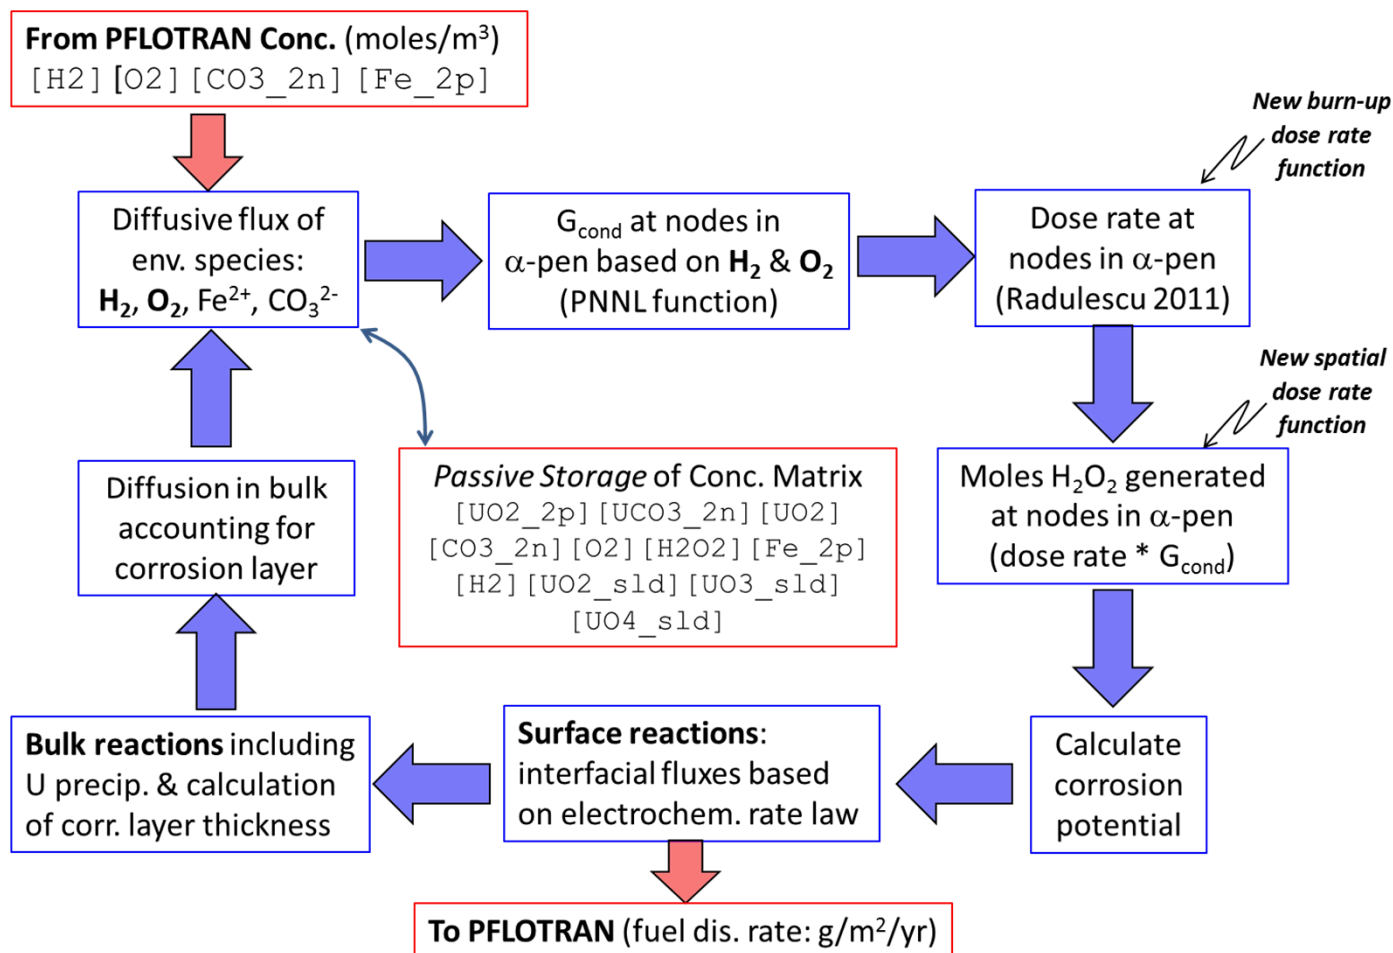 From PFLOTRAN Conc. (moles/m³)
[H2] [O2] [CO3_2n] [Fe_2p]
New burn-up
dose rate
function
Diffusive flux of
env. species:
H₂, O₂, Fe²⁺, CO₃²⁻
G_cond at nodes in
α-pen based on H₂ & O₂
(PNNL function)
Dose rate at
nodes in α-pen
(Radulescu 2011)
New spatial
dose rate
function
Diffusion in bulk
accounting for
corrosion layer
Passive Storage of Conc. Matrix
[UO2_2p] [UCO3_2n] [UO2]
[CO3_2n] [O2] [H2O2] [Fe_2p]
[H2] [UO2_sld] [UO3_sld]
[UO4_sld]
Moles H₂O₂ generated
at nodes in α-pen
(dose rate * G_cond)
Bulk reactions including
U precip. & calculation
of corr. layer thickness
Surface reactions:
interfacial fluxes based
on electrochem. rate law
Calculate
corrosion
potential
To PFLOTRAN (fuel dis. rate: g/m²/yr)